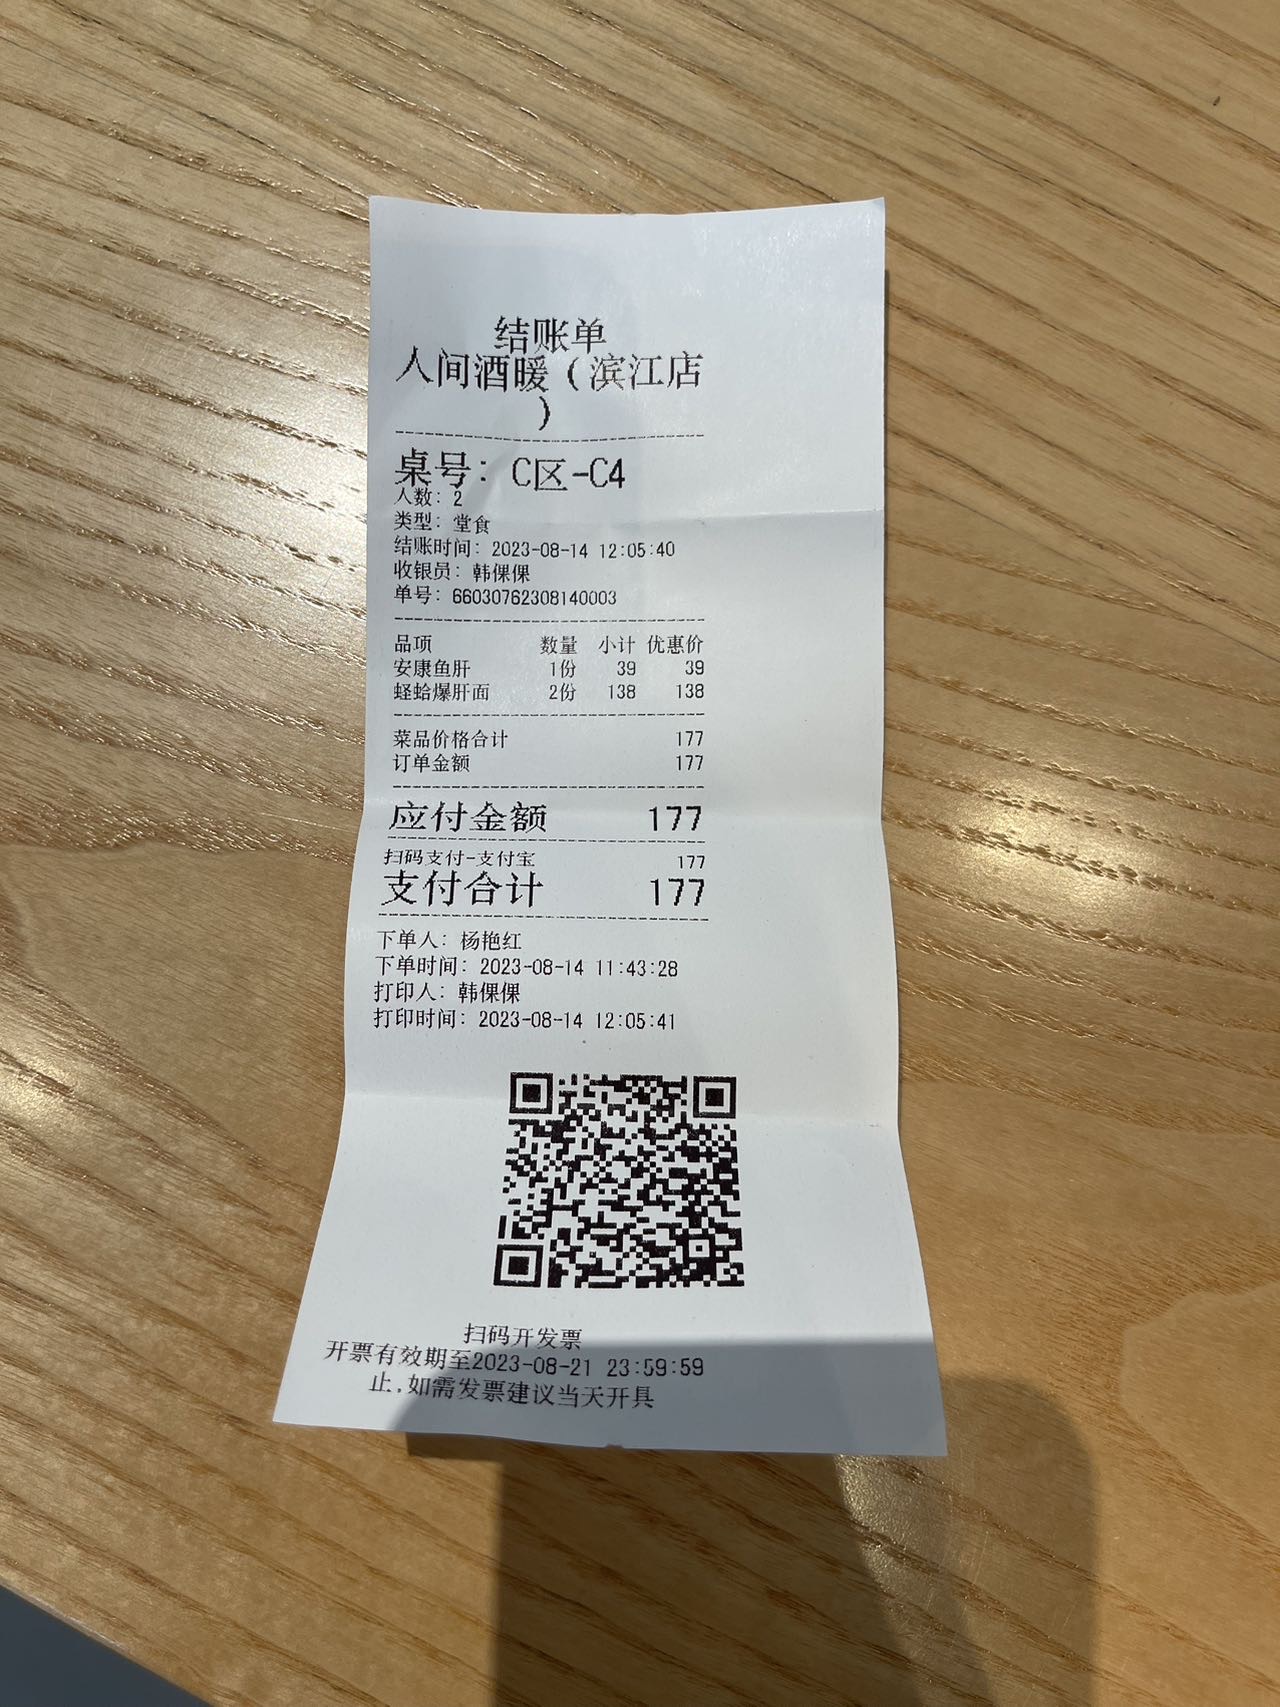 结账单
人间酒暖（滨江店
）
桌号：C区-C4
人数：2
类型：堂食
结账时间：2023-08-14 12:05:40
收银员：韩倮倮
单号：66030762308140003
品项 数量 小计 优惠价
安康鱼肝 1份 39 39
蛏蛤爆肝面 2份 138 138
菜品价格合计 177
订单金额 177
应付金额 177
扫码支付-支付宝 177
支付合计 177
下单人：杨艳红
下单时间：2023-08-14 11:43:28
打印人：韩倮倮
打印时间：2023-08-14 12:05:41
扫码开发票
开票有效期至2023-08-21 23:59:59
止,如需发票建议当天开具